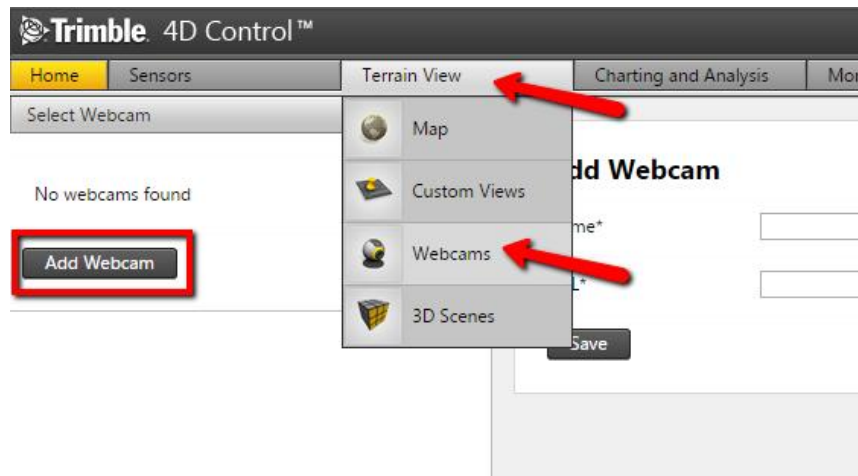 Trimble. 4D Control™
Home Sensors Terrain View Charting and Analysis
Select Webcam
Map
No webcams found
Custom Views
Add Webcam
Webcams
3D Scenes
Webcam
Save